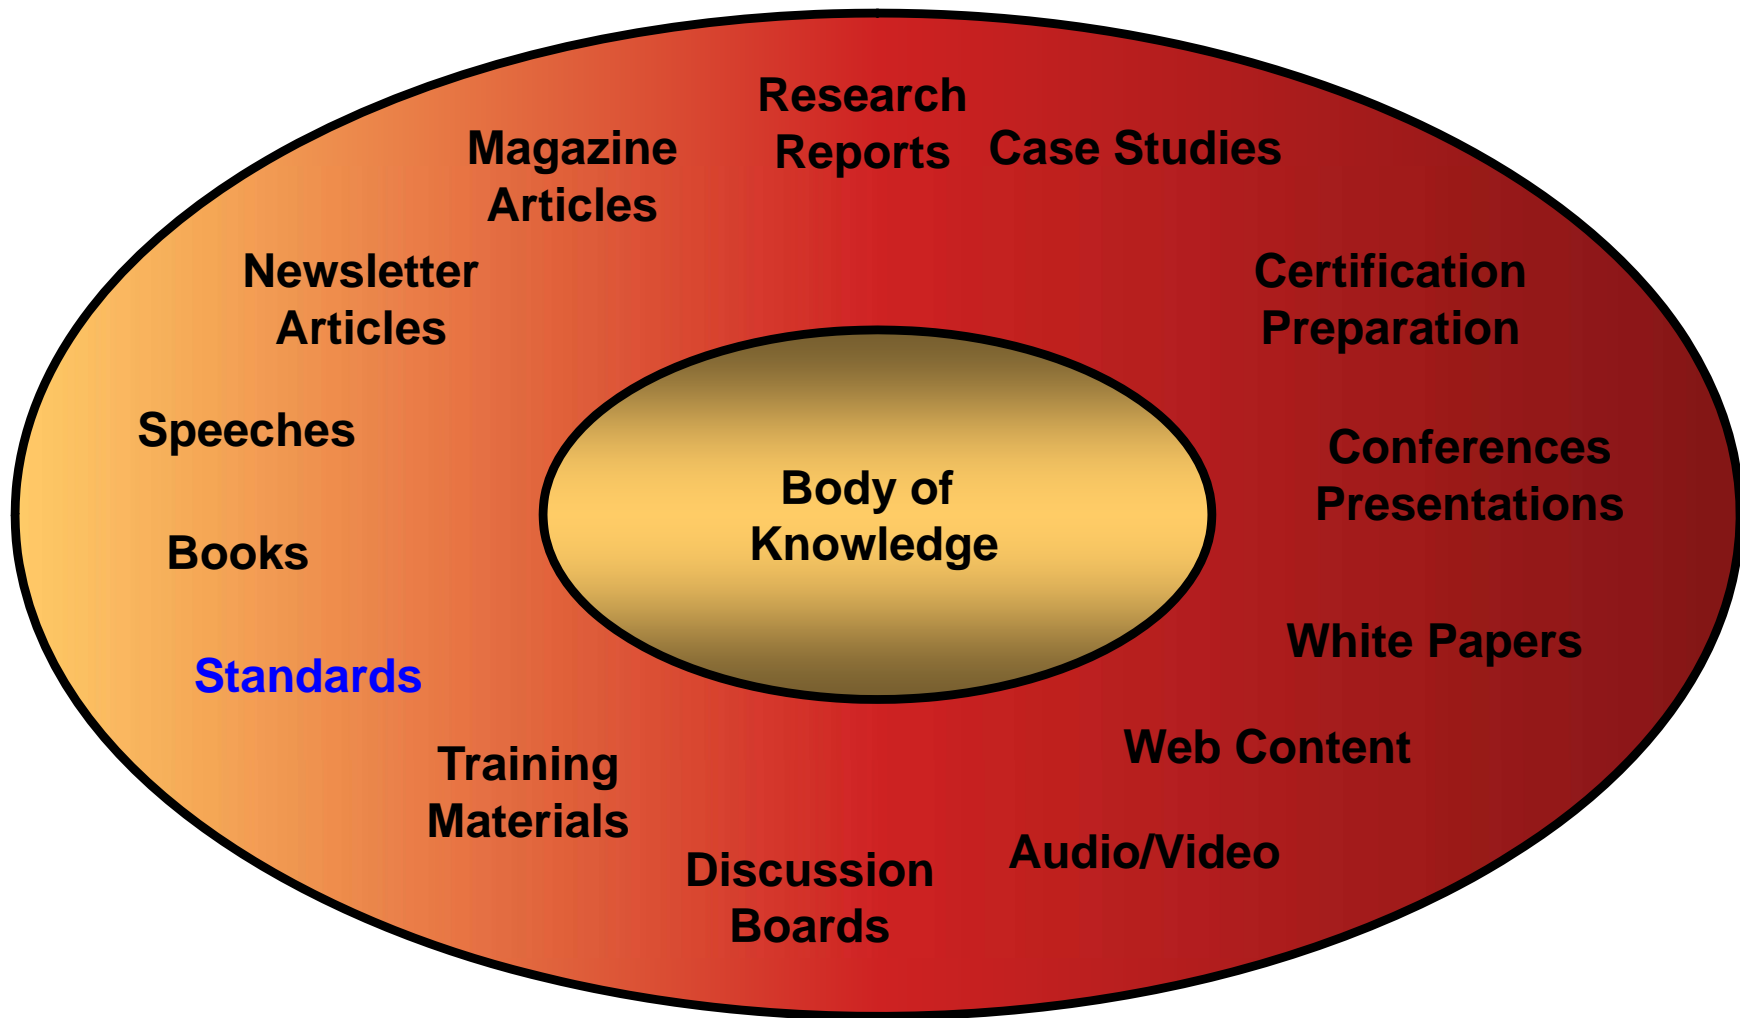 Research
Reports
Case Studies
Magazine
Articles
Newsletter
Articles
Certification
Preparation
Speeches
Conferences
Presentations
Body of
Knowledge
Books
White Papers
Standards
Web Content
Training
Materials
Audio/Video
Discussion
Boards